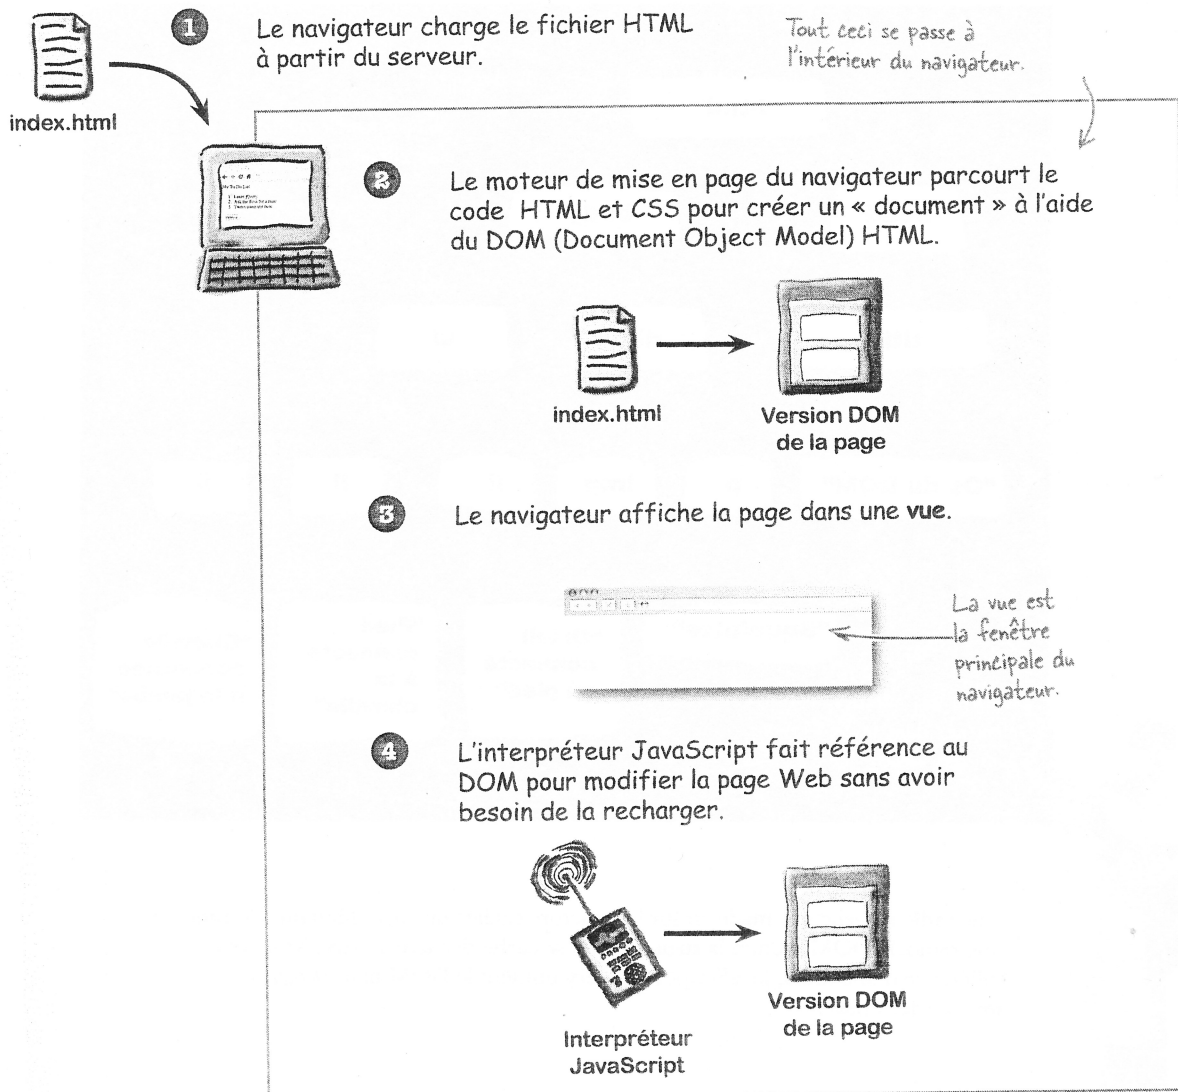 1
Le navigateur charge le fichier HTML
à partir du serveur.
Tout ceci se passe à
l'intérieur du navigateur.
index.html
2
Le moteur de mise en page du navigateur parcourt le
code HTML et CSS pour créer un « document » à l'aide
du DOM (Document Object Model) HTML.
index.html
Version DOM
de la page
3
Le navigateur affiche la page dans une vue.
La vue est
la fenêtre
principale du
navigateur.
4
L'interpréteur JavaScript fait référence au
DOM pour modifier la page Web sans avoir
besoin de la recharger.
Interpréteur
JavaScript
Version DOM
de la page